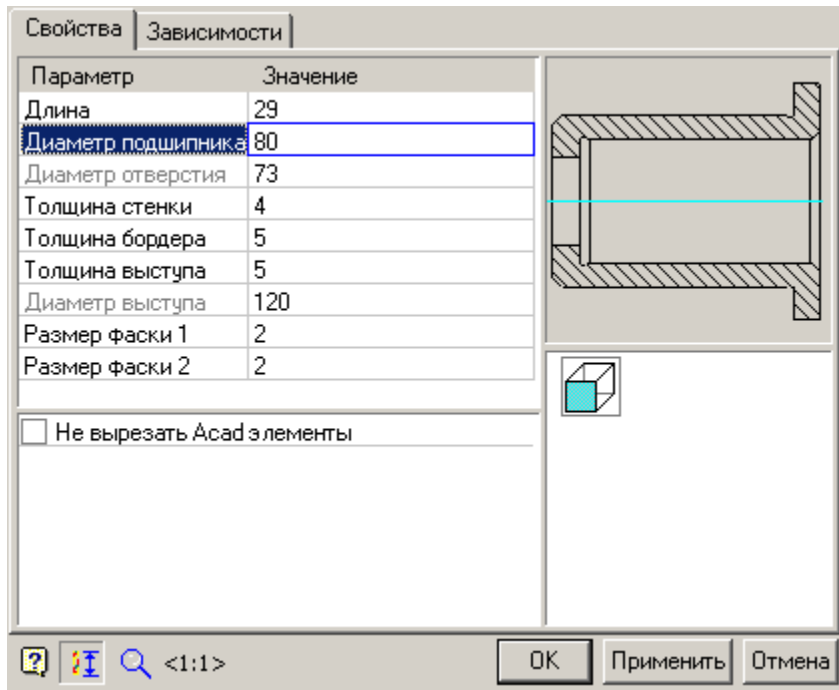 Свойства Зависимости
Параметр Значение
Длина 29
Диаметр подшипника 80
Диаметр отверстия 73
Толщина стенки 4
Толщина бордера 5
Толщина выступа 5
Диаметр выступа 120
Размер фаски 1 2
Размер фаски 2 2
Не вырезать Acad элементы
<1:1> OK Применить Отмена